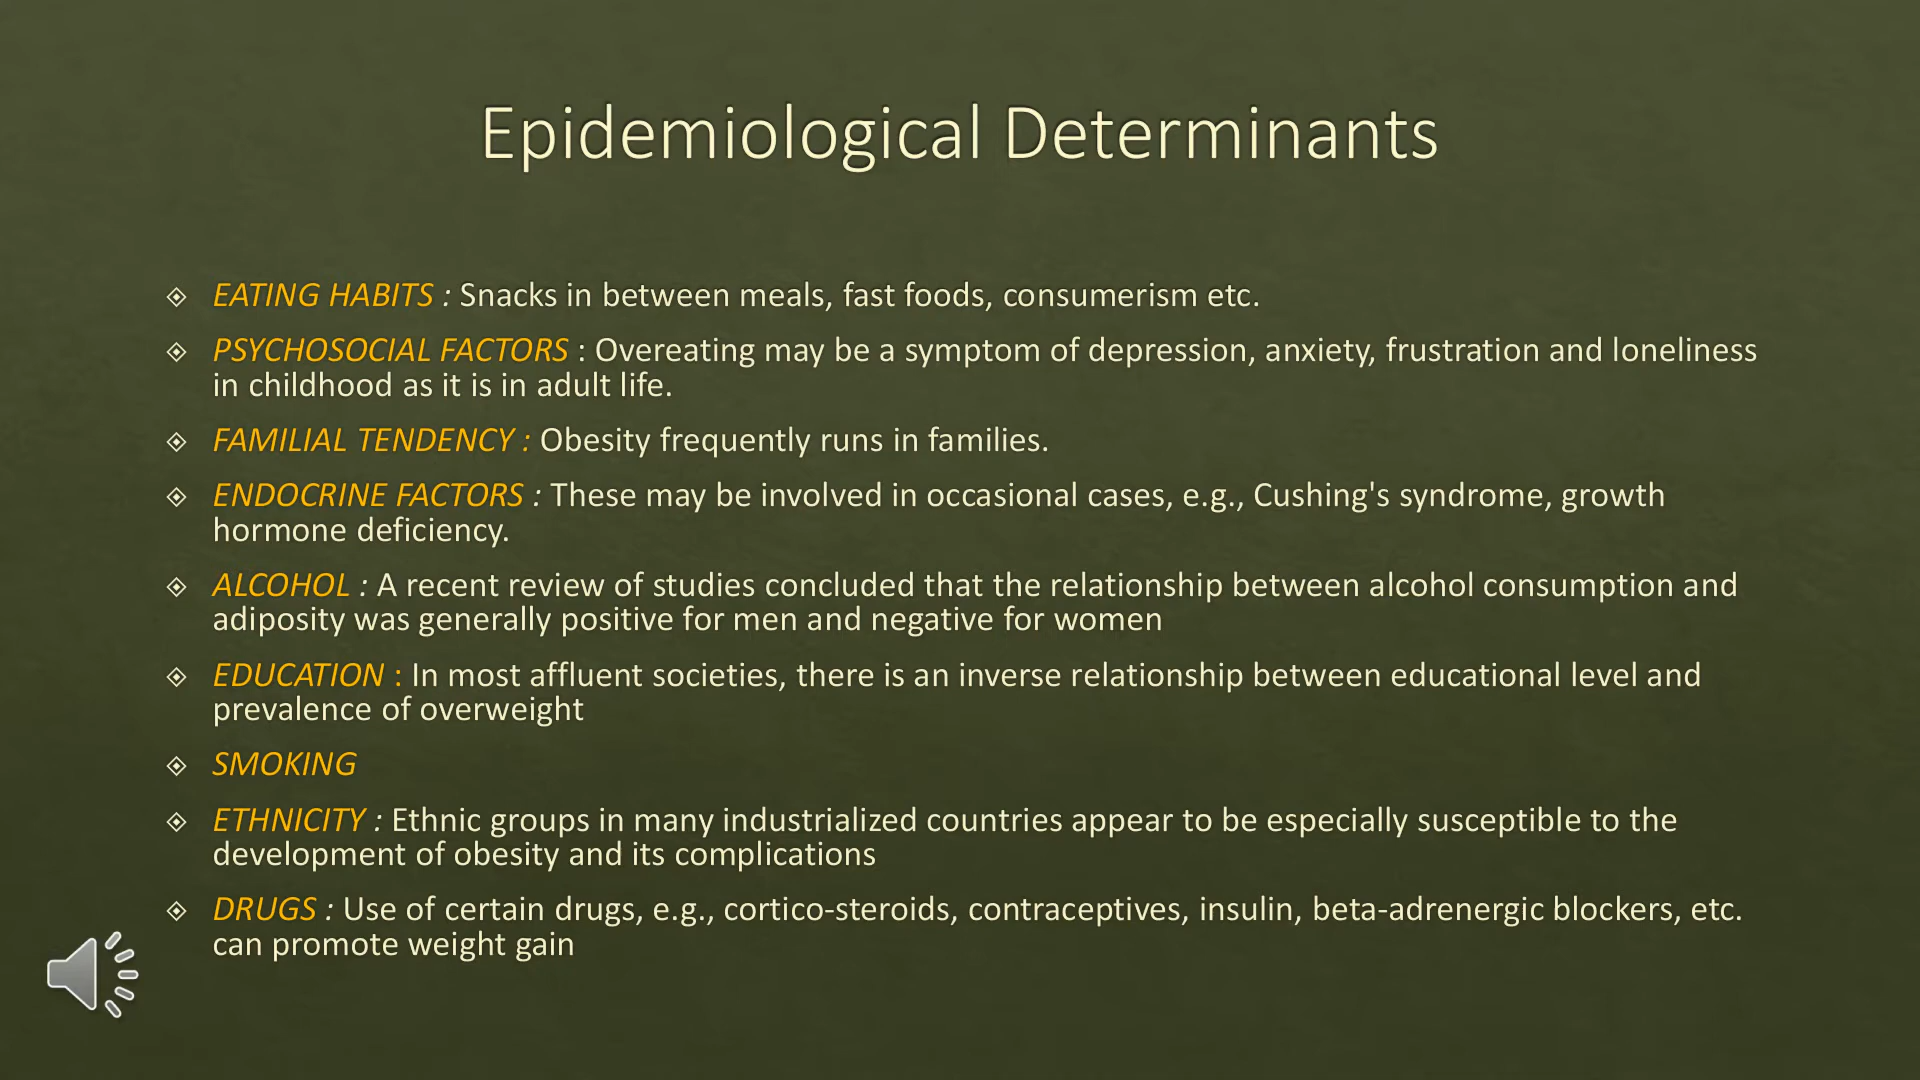 Epidemiological Determinants
EATING HABITS : Snacks in between meals, fast foods, consumerism etc.
PSYCHOSOCIAL FACTORS : Overeating may be a symptom of depression, anxiety, frustration and loneliness
in childhood as it is in adult life.
FAMILIAL TENDENCY : Obesity frequently runs in families.
ENDOCRINE FACTORS : These may be involved in occasional cases, e.g., Cushing's syndrome, growth
hormone deficiency.
ALCOHOL : A recent review of studies concluded that the relationship between alcohol consumption and
adiposity was generally positive for men and negative for women
EDUCATION : In most affluent societies, there is an inverse relationship between educational level and
prevalence of overweight
SMOKING
ETHNICITY : Ethnic groups in many industrialized countries appear to be especially susceptible to the
development of obesity and its complications
DRUGS : Use of certain drugs, e.g., cortico-steroids, contraceptives, insulin, beta-adrenergic blockers, etc.
can promote weight gain